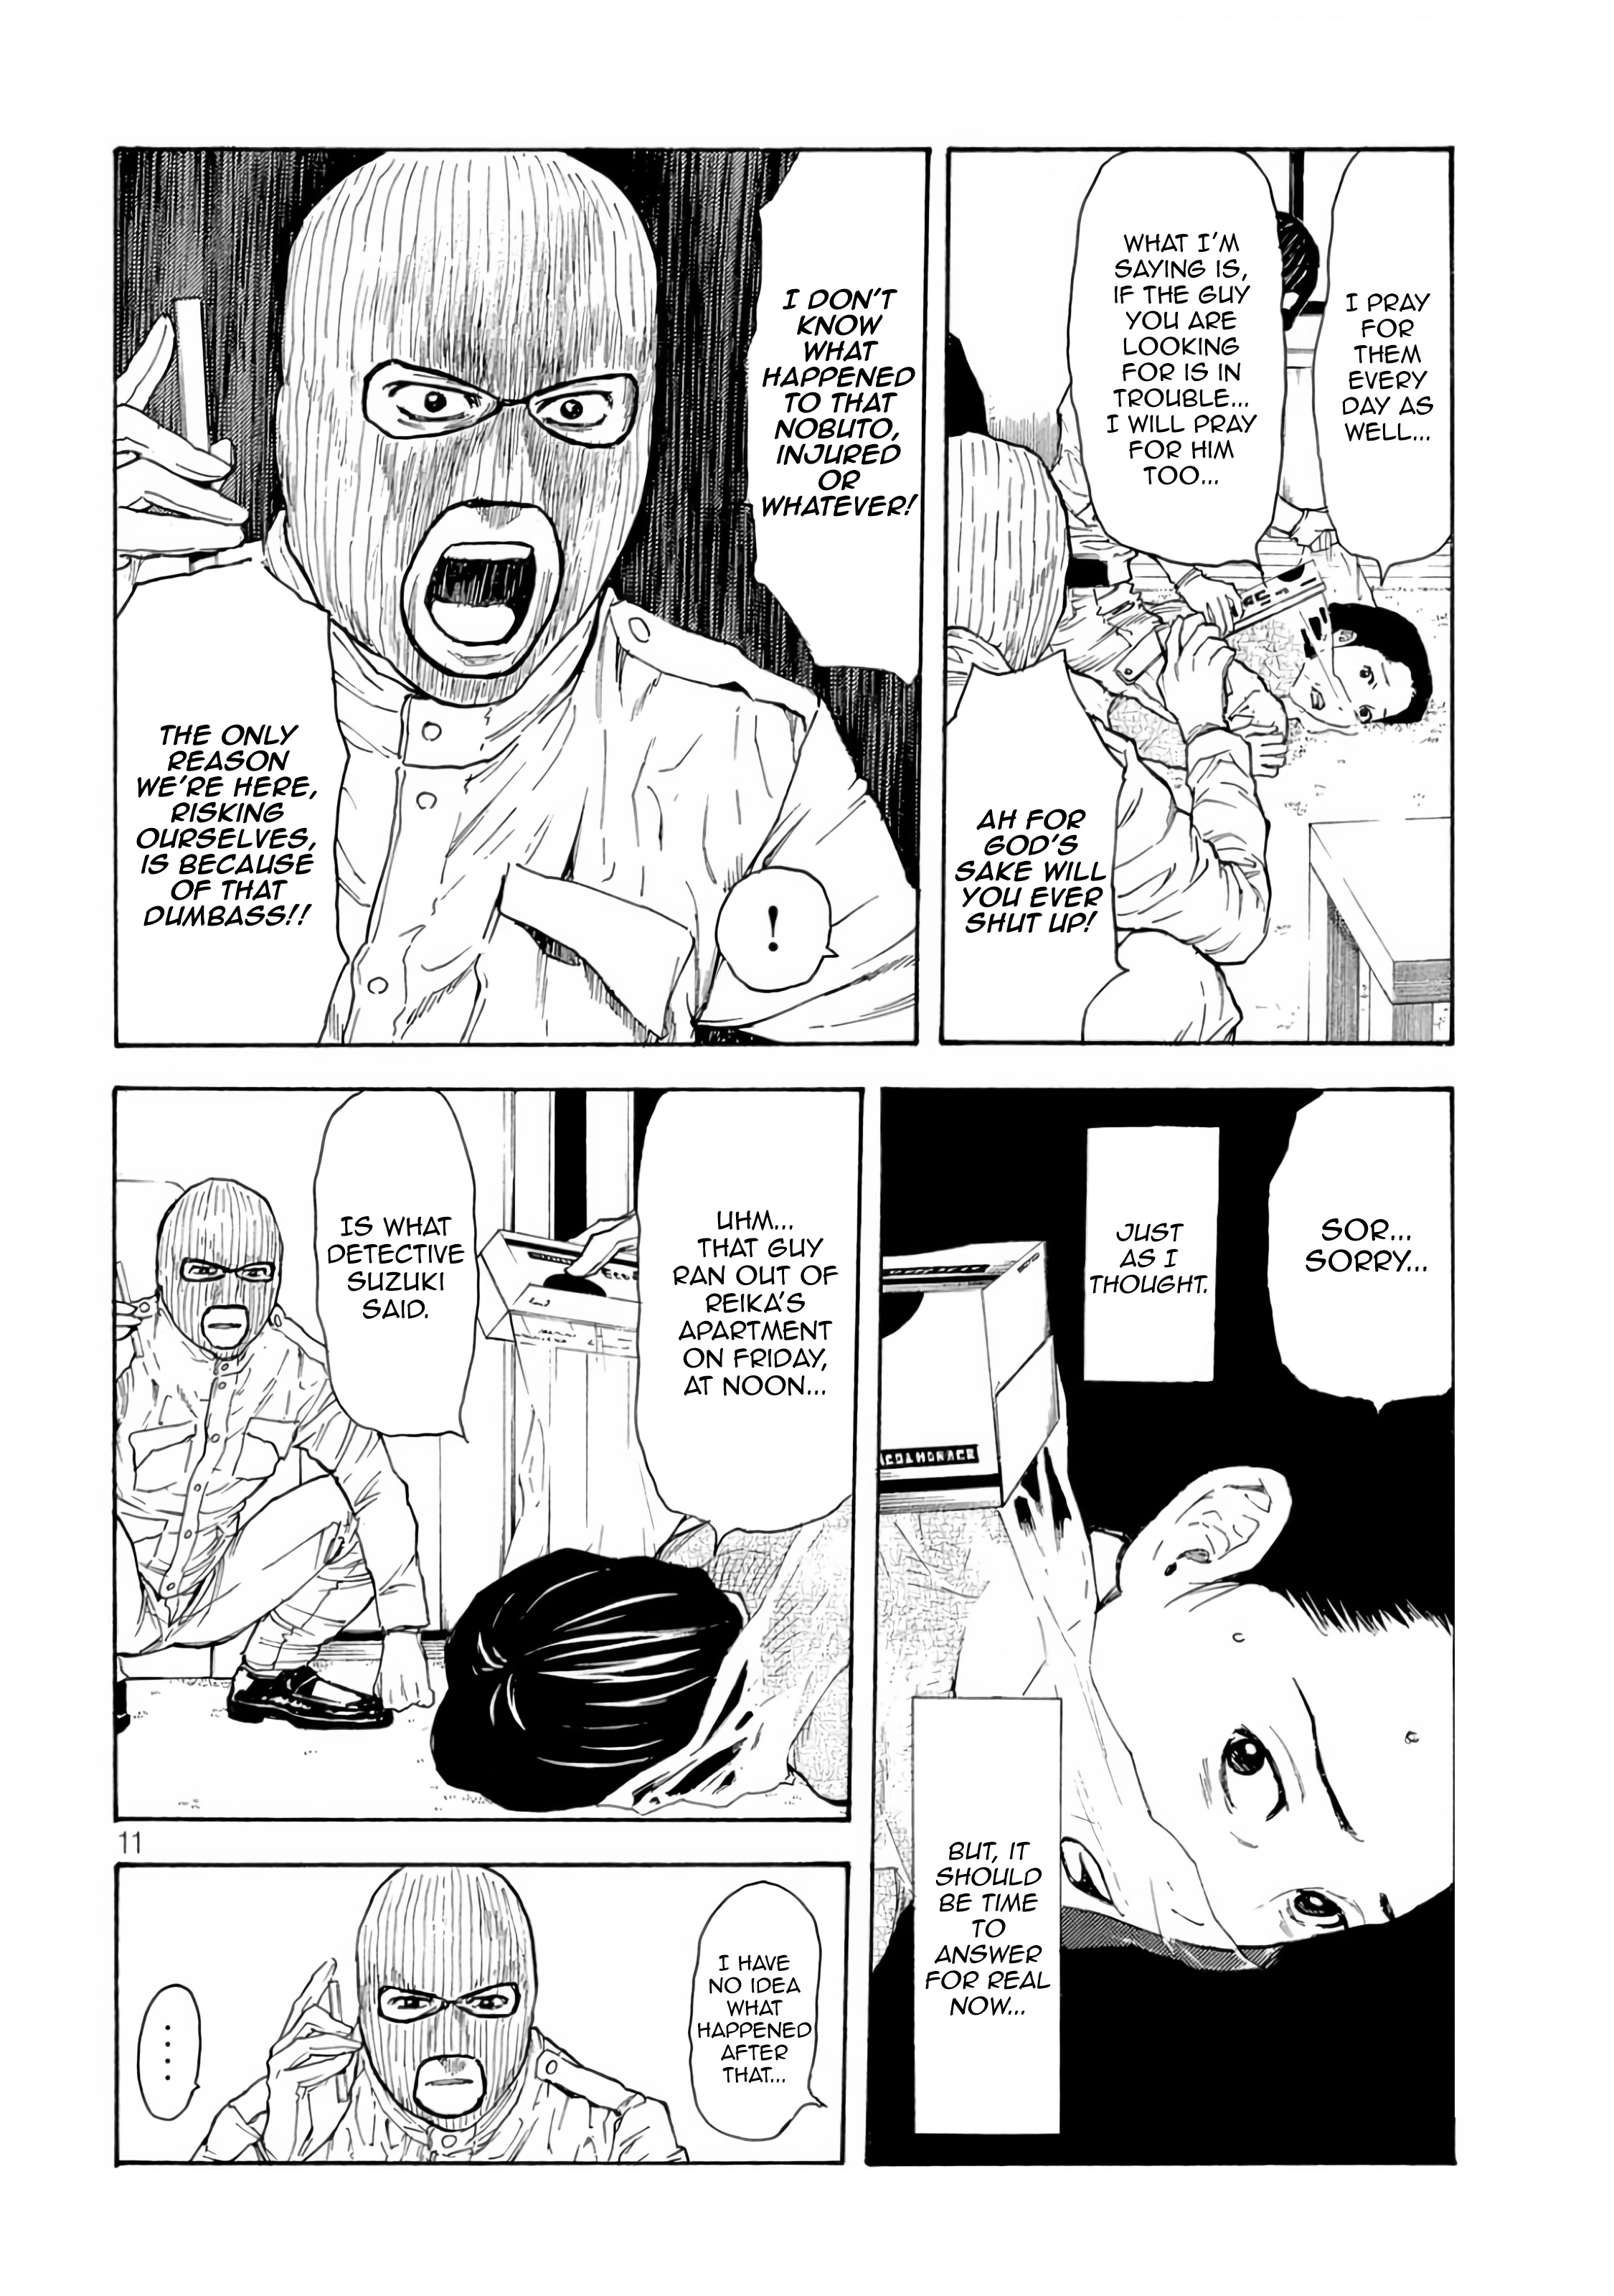 I PRAY
FOR
THEM
EVERY
DAY AS
WELL...
WHAT I'M
SAYING IS,
IF THE GUY
YOU ARE
LOOKING
FOR IS IN
TROUBLE...
I WILL PRAY
FOR HIM
TOO...
AH FOR
GOD'S
SAKE WILL
YOU EVER
SHUT UP!
I DON'T
KNOW
WHAT
HAPPENED
TO THAT
NOBUTO,
INJURED
OR
WHATEVER!
THE ONLY
REASON
WE'RE HERE,
RISKING
OURSELVES,
IS BECAUSE
OF THAT
DUMBASS!!
!
SOR...
SORRY...
JUST
AS I
THOUGHT.
BUT, IT
SHOULD
BE TIME
TO
ANSWER
FOR REAL
NOW...
UHM...
THAT GUY
RAN OUT OF
REIKA'S
APARTMENT
ON FRIDAY,
AT NOON...
IS WHAT
DETECTIVE
SUZUKI
SAID.
11
I HAVE
NO IDEA
WHAT
HAPPENED
AFTER
THAT...
....